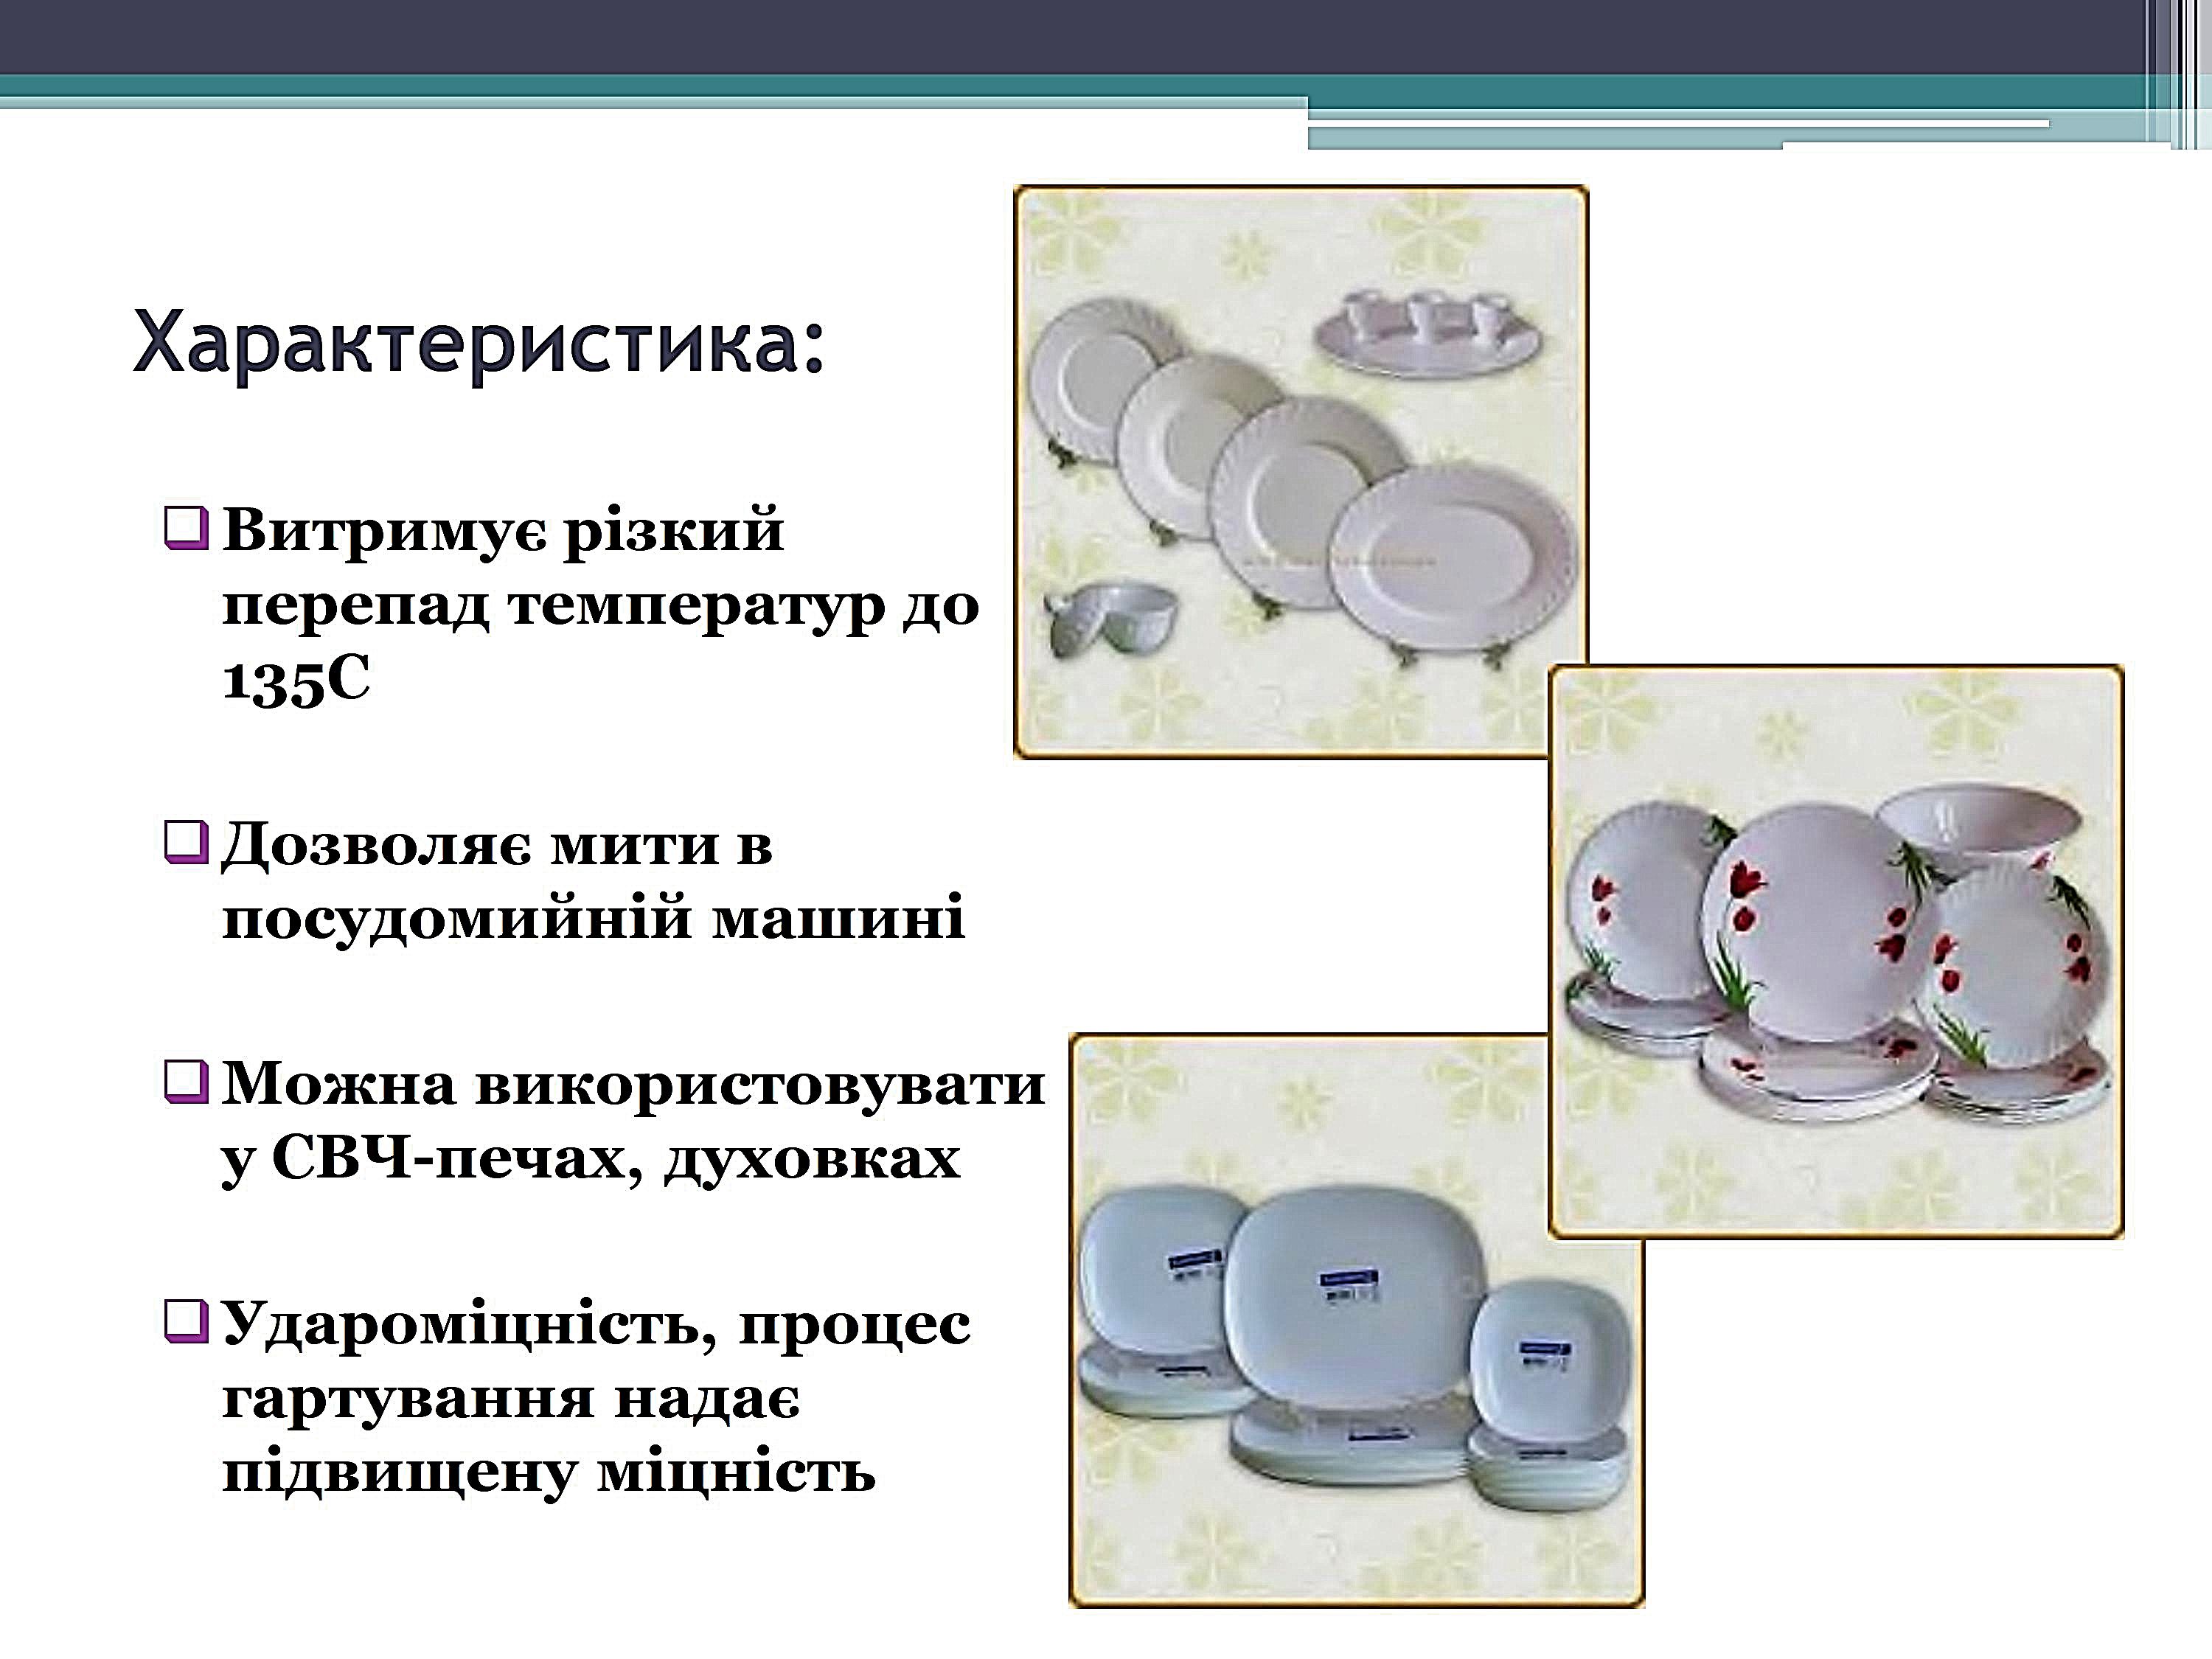 Характеристика:
Витримує різкий
перепад температур до
135С
Дозволяє мити в
посудомийній машині
Можна використовувати
у СВЧ-печах, духовках
Удароміцність, процес
гартування надає
підвищену міцність